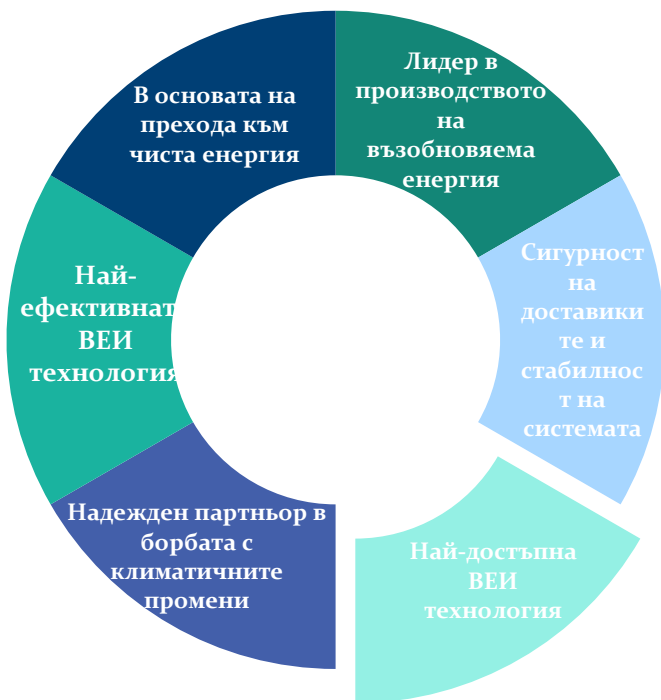 Лидер в
производството
на
възобновяема
енергия
Сигурност
на
доставики
те и
стабилнос
т на
системата
Най-достъпна
ВЕИ
технология
Надежден партньор в
борбата с
климатичните
промени
Най-
ефективнат
ВЕИ
технология
В основата на
прехода към
чиста енергия